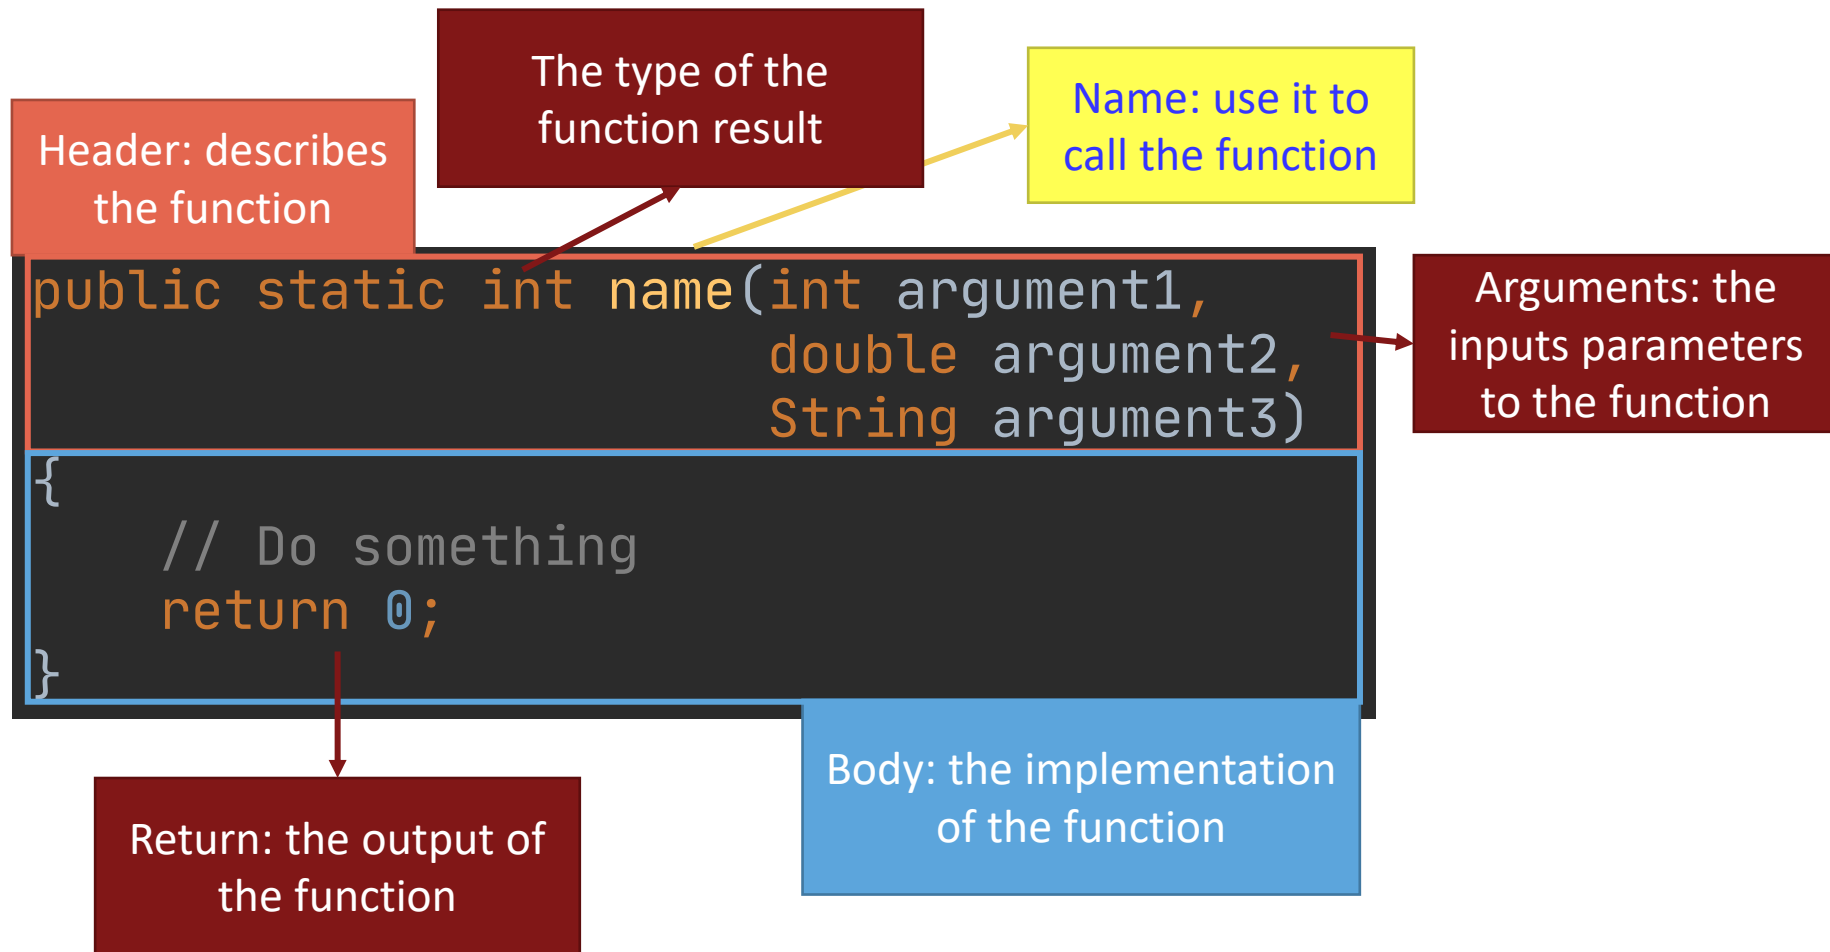 The type of the
function result
Name: use it to
call the function
Header: describes
the function
public static int name(int argument1,
double argument2,
String argument3)
{
// Do something
return 0;
}
Arguments: the
inputs parameters
to the function
Body: the implementation
of the function
Return: the output of
the function